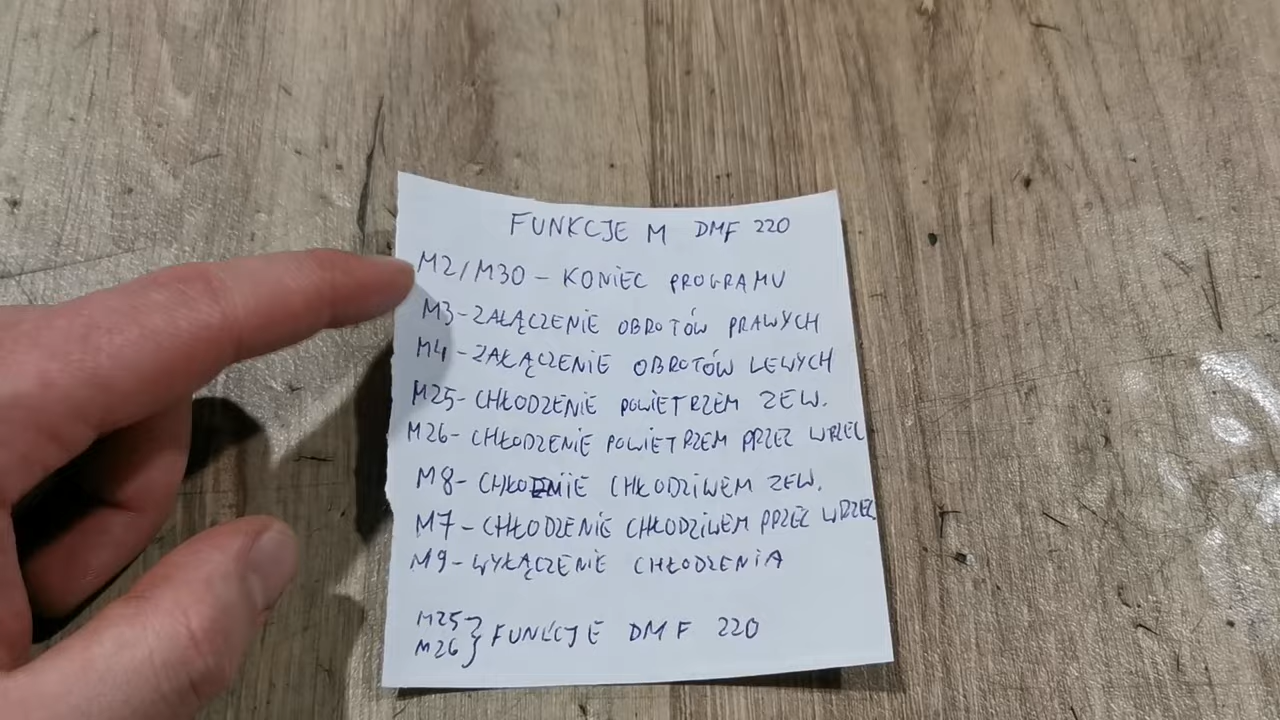 FUNKCJE M DMF 220
M2/M30 - KONIEC PROGRAMU
M3 - ZAŁĄCZENIE OBROTÓW PRAWYCH
M4 - ZAŁĄCZENIE OBROTÓW LEWYCH
M25 - CHŁODZENIE POWIETRZEM ZEW.
M26 - CHŁODZENIE POWIETRZEM PRZEZ WRZEC
M8 - CHŁODZENIE CHŁODZIWEM ZEW.
M7 - CHŁODZENIE CHŁODZIWEM PRZEZ WRZEC
M9 - WYŁĄCZENIE CHŁODZENIA
M25 } FUNKCJE DMF 220
M26